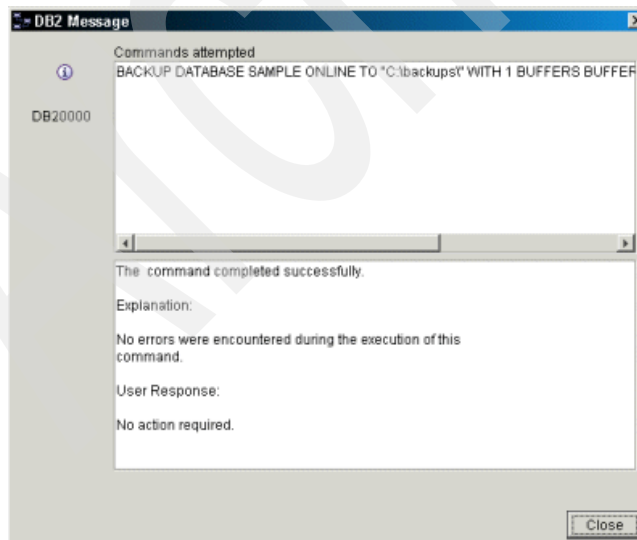 DB2 Message
Commands attempted
BACKUP DATABASE SAMPLE ONLINE TO "C:\backups\" WITH 1 BUFFERS BUFFER
DB20000
The command completed successfully.
Explanation:
No errors were encountered during the execution of this
command.
User Response:
No action required.
Close